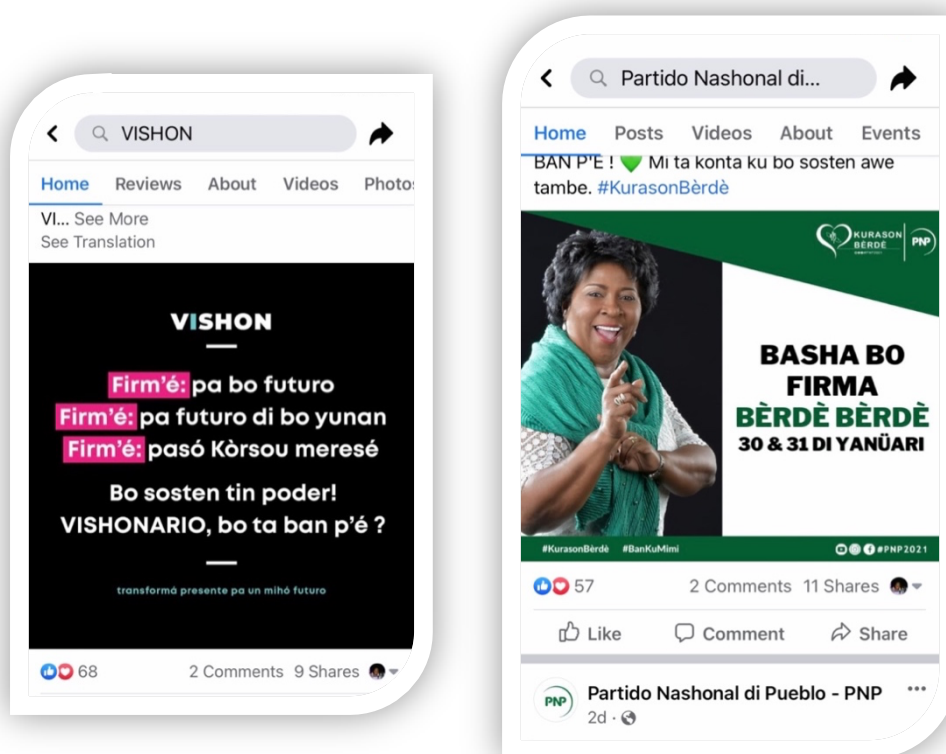 VISHON
Home Reviews About Videos Photo
VI... See More
See Translation
VISHON
Firm'é: pa bo futuro
Firm'é: pa futuro di bo yunan
Firm'é: pasó Kòrsou meresé
Bo sosten tin poder!
VISHONARIO, bo ta ban p'é ?
transformá presente pa un mihó futuro
68 2 Comments 9 Shares
Partido Nashonal di...
Home Posts Videos About Events
BAN P'E ! 💚 Mi ta konta ku bo sosten awe
tambe. #KurasonBèrdè
KURASON
BÈRDÈ
PNP
BASHA BO
FIRMA
BÈRDÈ BÈRDÈ
30 & 31 DI YANÜARI
#KurasonBèrdè #BanKuMimi #PNP2021
57 2 Comments 11 Shares
Like Comment Share
PNP
Partido Nashonal di Pueblo - PNP
2d ·